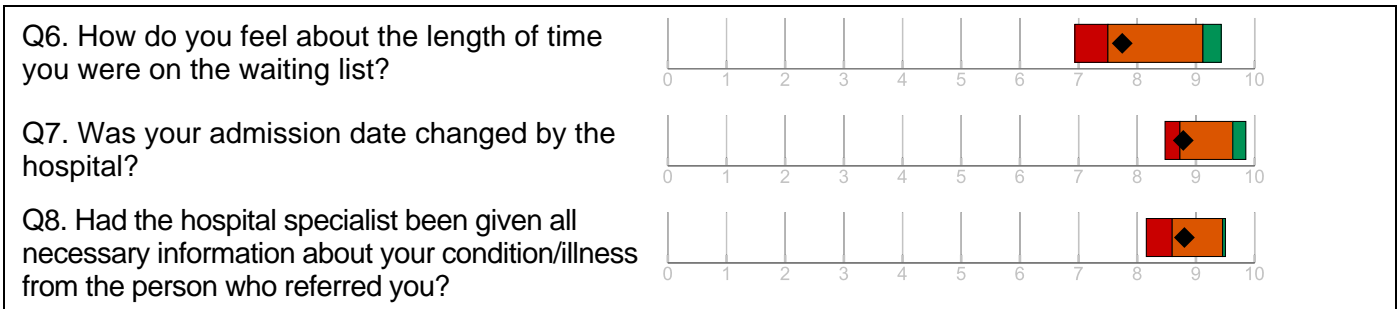 Q6. How do you feel about the length of time
you were on the waiting list?
0 1 2 3 4 5 6 7 8 9 10
Q7. Was your admission date changed by the
hospital?
0 1 2 3 4 5 6 7 8 9 10
Q8. Had the hospital specialist been given all
necessary information about your condition/illness
from the person who referred you?
0 1 2 3 4 5 6 7 8 9 10